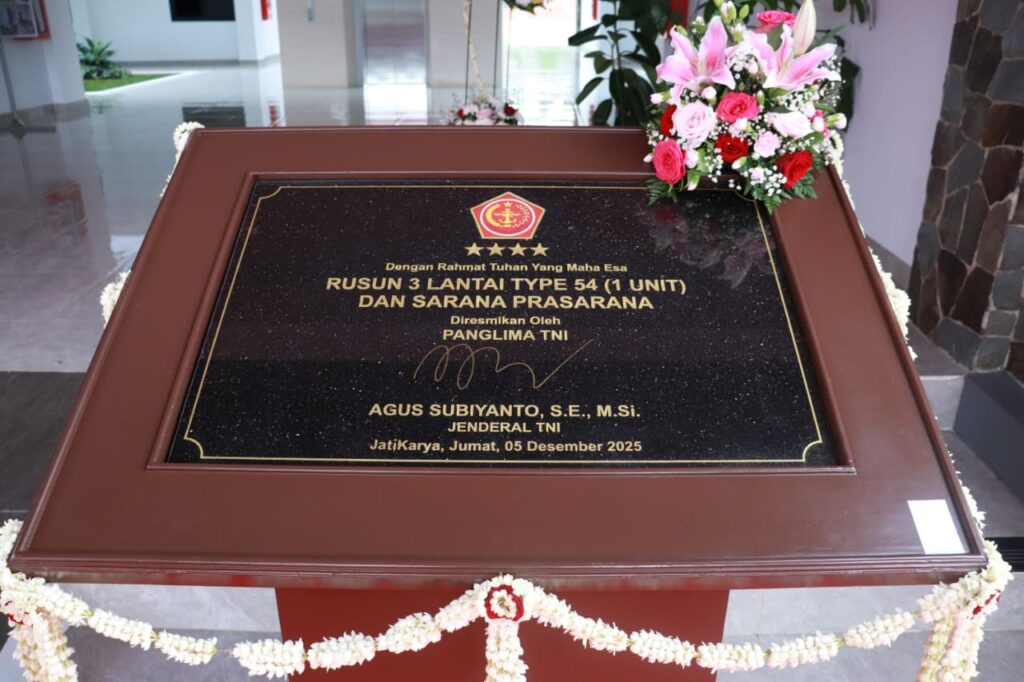 Dengan Rahmat Tuhan Yang Maha Esa
RUSUN 3 LANTAI TYPE 54 (1 UNIT)
DAN SARANA PRASARANA
Diresmikan Oleh
PANGLIMA TNI
AGUS SUBIYANTO, S.E., M.Si.
JENDERAL TNI
JatiKarya, Jumat, 05 Desember 2025